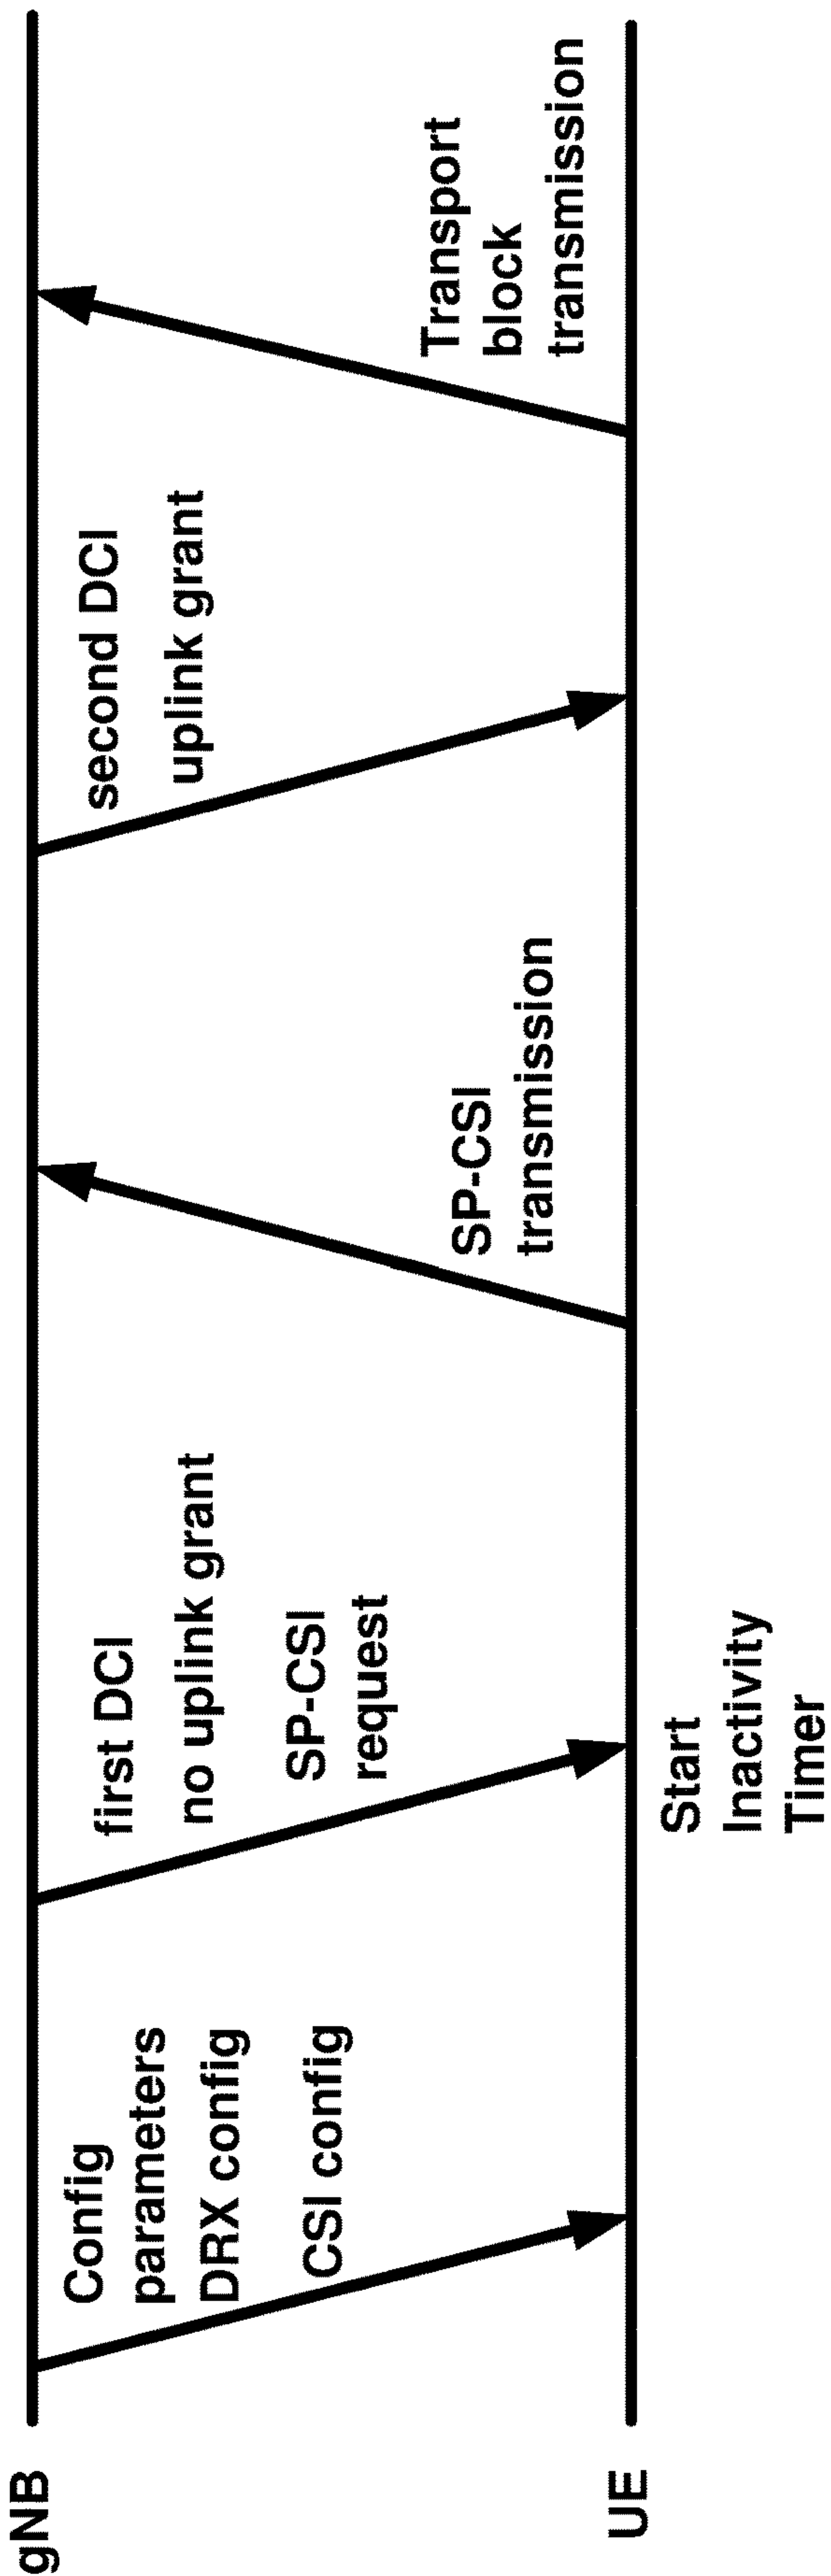 gNB
UE
Config
parameters
DRX config
CSI config
first DCI
no uplink grant
SP-CSI
request
Start
Inactivity
Timer
SP-CSI
transmission
second DCI
uplink grant
Transport
block
transmission